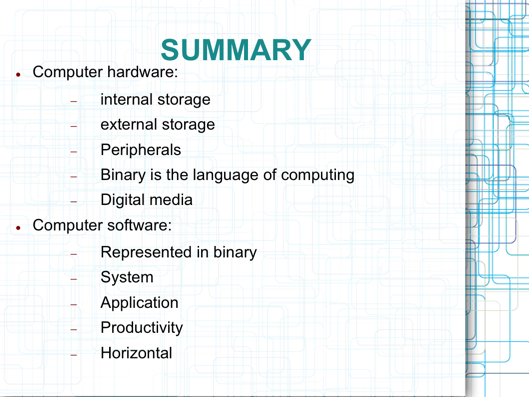 SUMMARY
● Computer hardware:
– internal storage
– external storage
– Peripherals
– Binary is the language of computing
– Digital media
● Computer software:
– Represented in binary
– System
– Application
– Productivity
– Horizontal